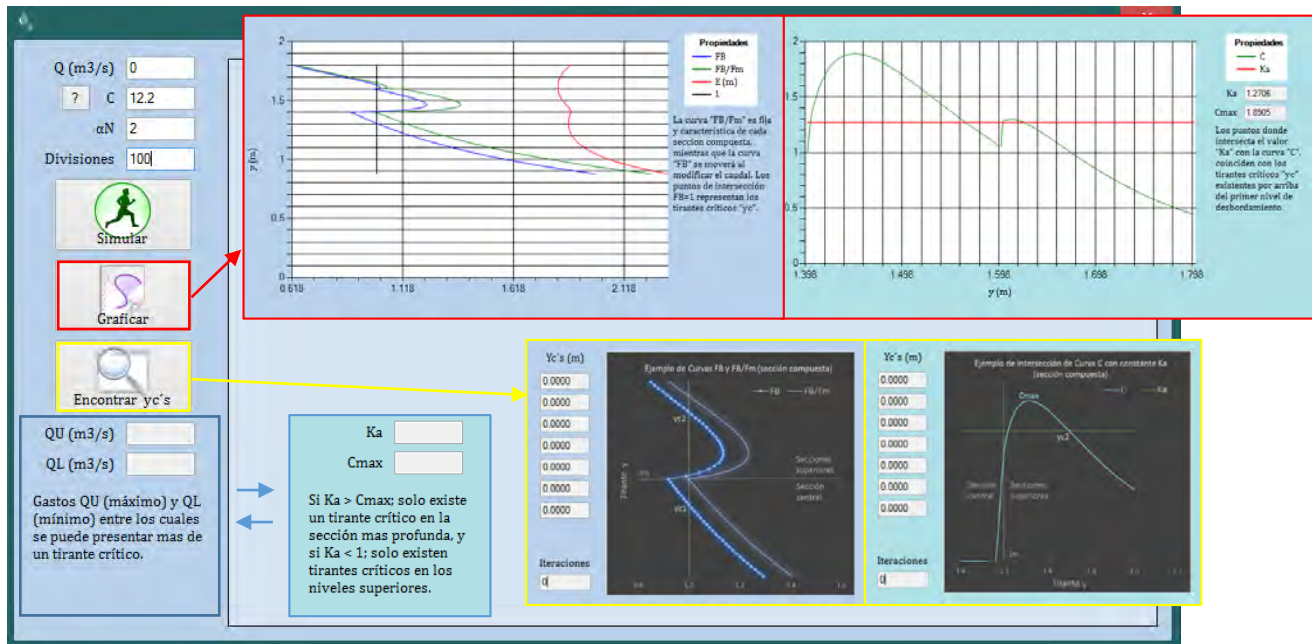 Q (m3/s) 0
? C 12.2
αN 2
Divisiones 100
Simular
Graficar
Encontrar yc´s
QU (m3/s)
QL (m3/s)
Gastos QU (máximo) y QL
(mínimo) entre los cuales
se puede presentar mas de
un tirante crítico.
Ka
Cmax
Si Ka > Cmax; solo existe
un tirante crítico en la
sección mas profunda, y
si Ka < 1; solo existen
tirantes críticos en los
niveles superiores.
2
1.5
1
0.5
0
y (m)
0.618 1.118 1.618 2.118
Propiedades
FB
FB/Fm
E (m)
1
La curva "FB/Fm" es fija
y característica de cada
seccion compuesta,
mientras que la curva
"FB" se moverá al
modificar el caudal. Los
puntos de intersección
FB=1 representan los
tirantes críticos "yc".
2
1.5
1
0.5
0
1.398 1.498 1.598 1.698 1.798
y (m)
Propiedades
C
Ka
Ka 1.2706
Cmax 1.8905
Los puntos donde
intersecta el valor
"Ka" con la curva "C",
coinciden con los
tirantes críticos "yc"
existentes por arriba
del primer nivel de
desbordamiento.
Yc´s (m)
0.0000
0.0000
0.0000
0.0000
0.0000
0.0000
0.0000
Iteraciones
0
Ejemplo de Curvas FB y FB/Fm (sección compuesta)
FB FB/Fm
yc2
Secciones
superiores
Sección
central
yc1
Tirante y
Yc´s (m)
0.0000
0.0000
0.0000
0.0000
0.0000
0.0000
0.0000
Iteraciones
0
Ejemplo de intersección de Curva C con constante Ka
(sección compuesta)
C Ka
Cmax
yc2
Sección
central
Secciones
superiores
Tirante y